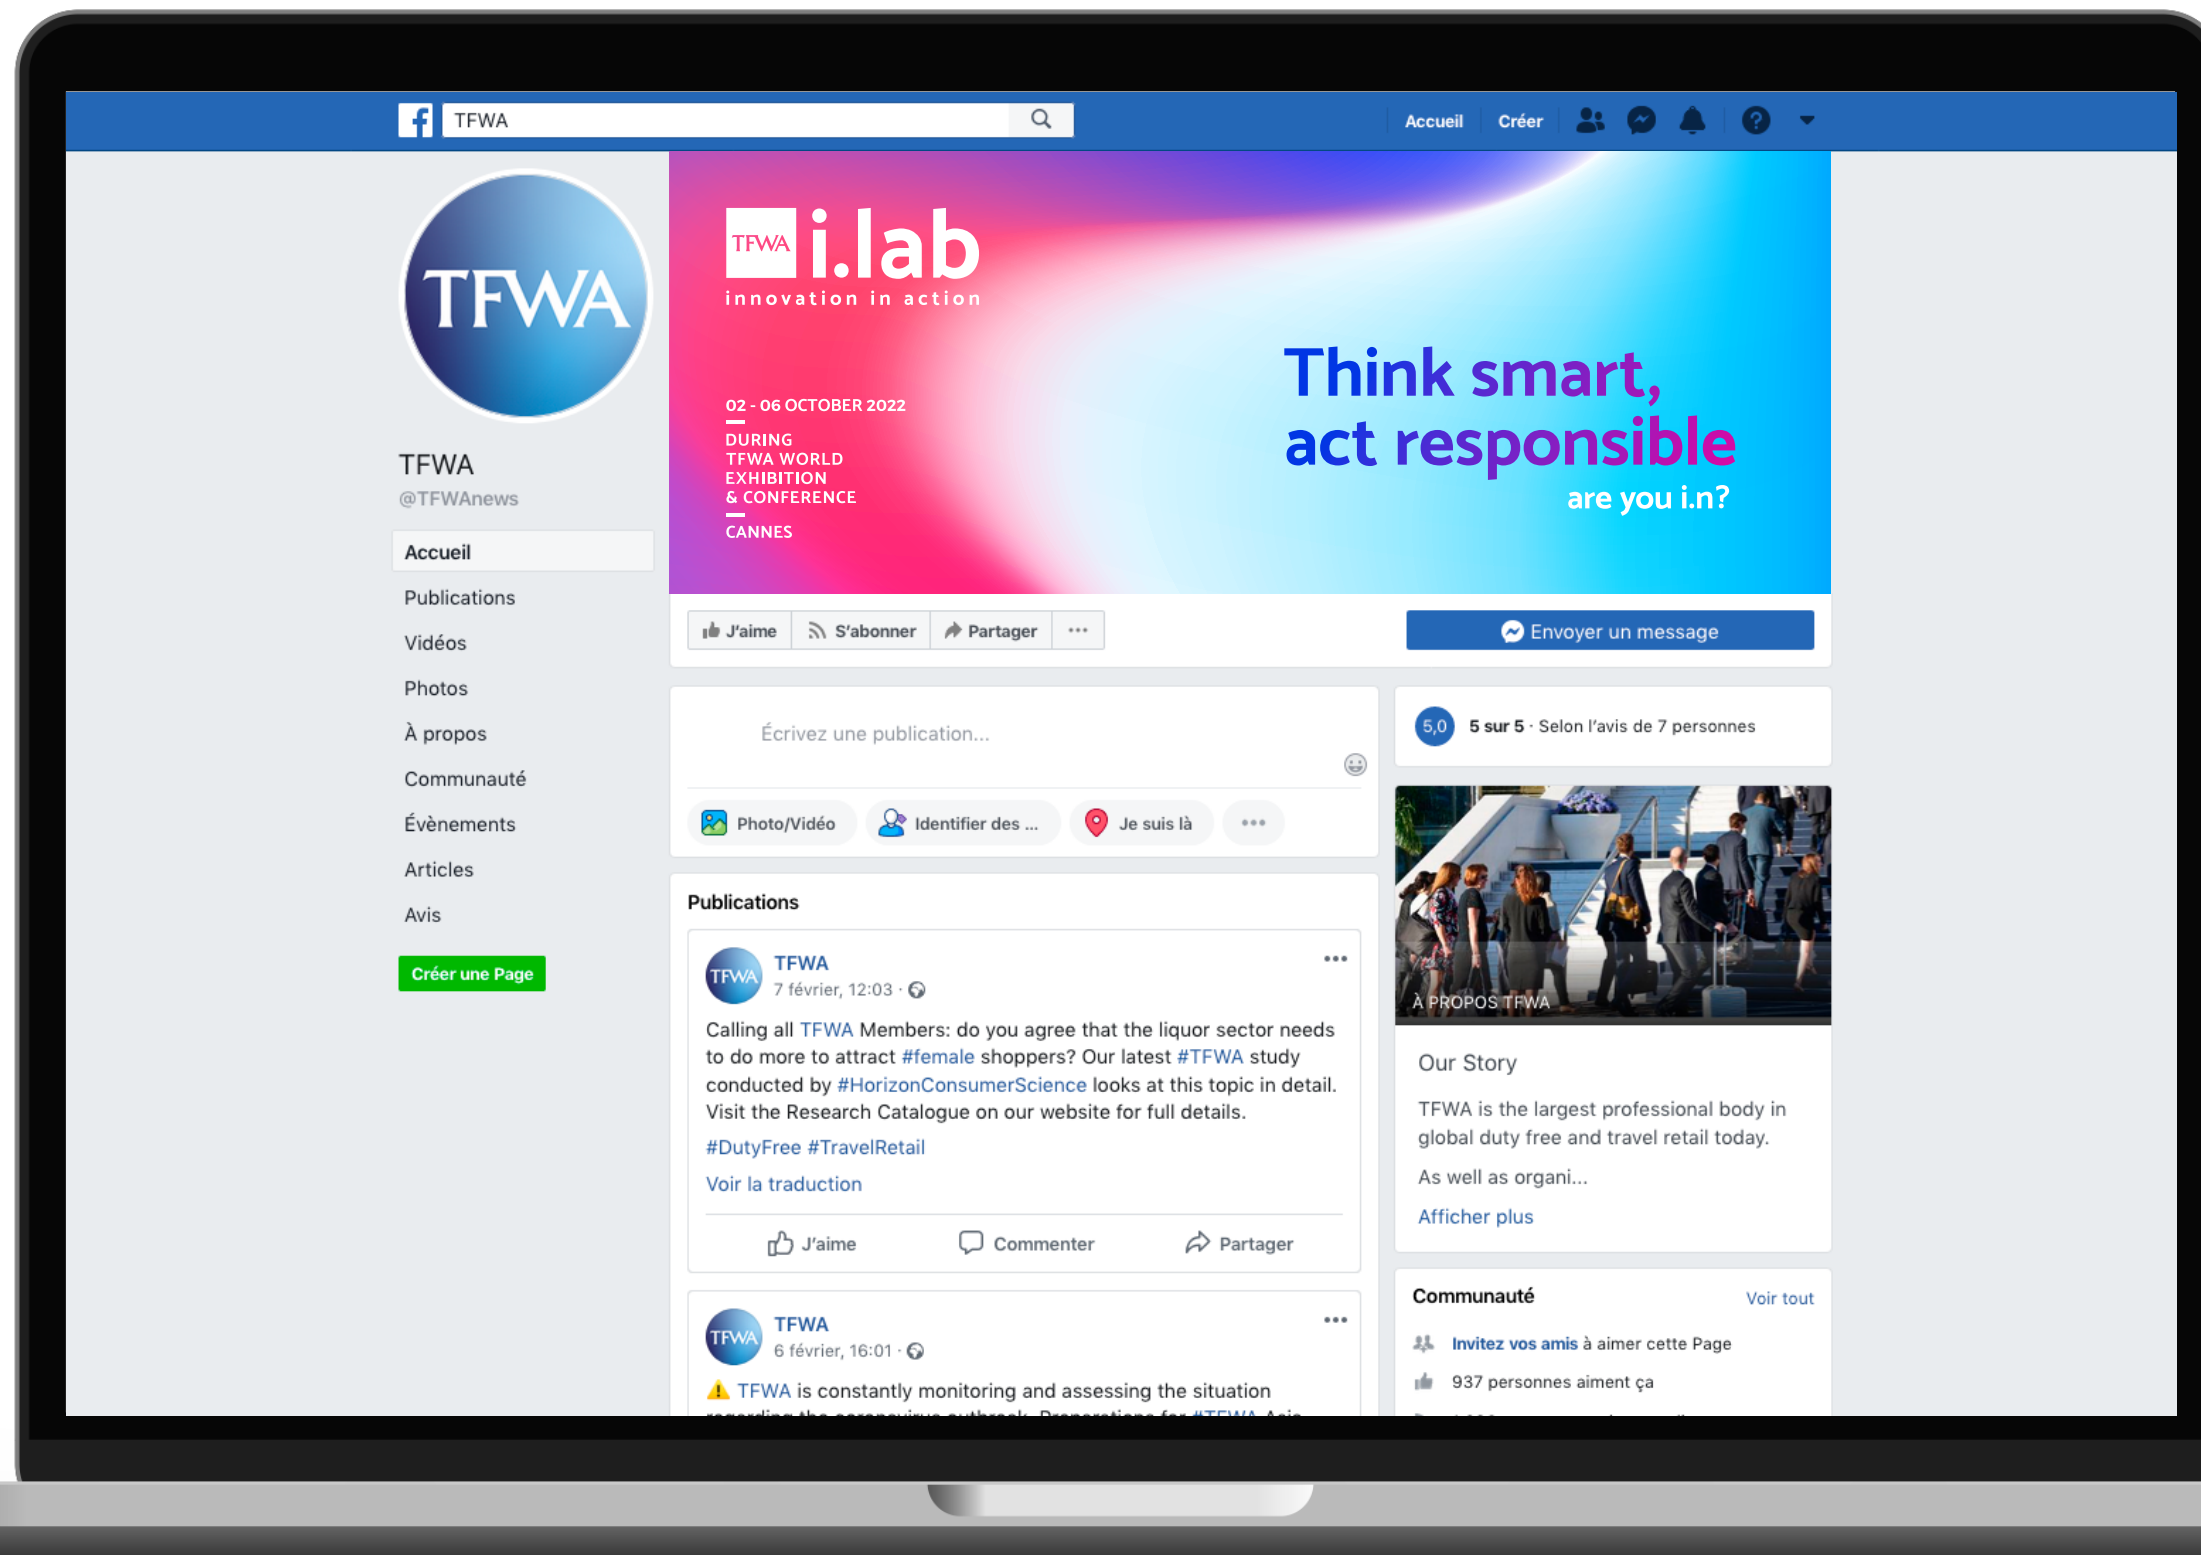 TFWA
Accueil
Créer
TFWA
TFWA
@TFWAnews
Accueil
Publications
Vidéos
Photos
À propos
Communauté
Évènements
Articles
Avis
Créer une Page
TFWA i.lab
innovation in action
02 - 06 OCTOBER 2022
DURING
TFWA WORLD
EXHIBITION
& CONFERENCE
CANNES
Think smart,
act responsible
are you i.n?
J'aime
S'abonner
Partager
Envoyer un message
Écrivez une publication...
Photo/Vidéo
Identifier des ...
Je suis là
Publications
TFWA
TFWA
7 février, 12:03 ·
Calling all TFWA Members: do you agree that the liquor sector needs
to do more to attract #female shoppers? Our latest #TFWA study
conducted by #HorizonConsumerScience looks at this topic in detail.
Visit the Research Catalogue on our website for full details.
#DutyFree #TravelRetail
Voir la traduction
J'aime
Commenter
Partager
TFWA
TFWA
6 février, 16:01 ·
⚠ TFWA is constantly monitoring and assessing the situation
regarding the coronavirus outbreak. Preparations for #TFWA Asia
5,0
5 sur 5 · Selon l'avis de 7 personnes
À PROPOS TFWA
Our Story
TFWA is the largest professional body in
global duty free and travel retail today.
As well as organi...
Afficher plus
Communauté
Voir tout
Invitez vos amis à aimer cette Page
937 personnes aiment ça